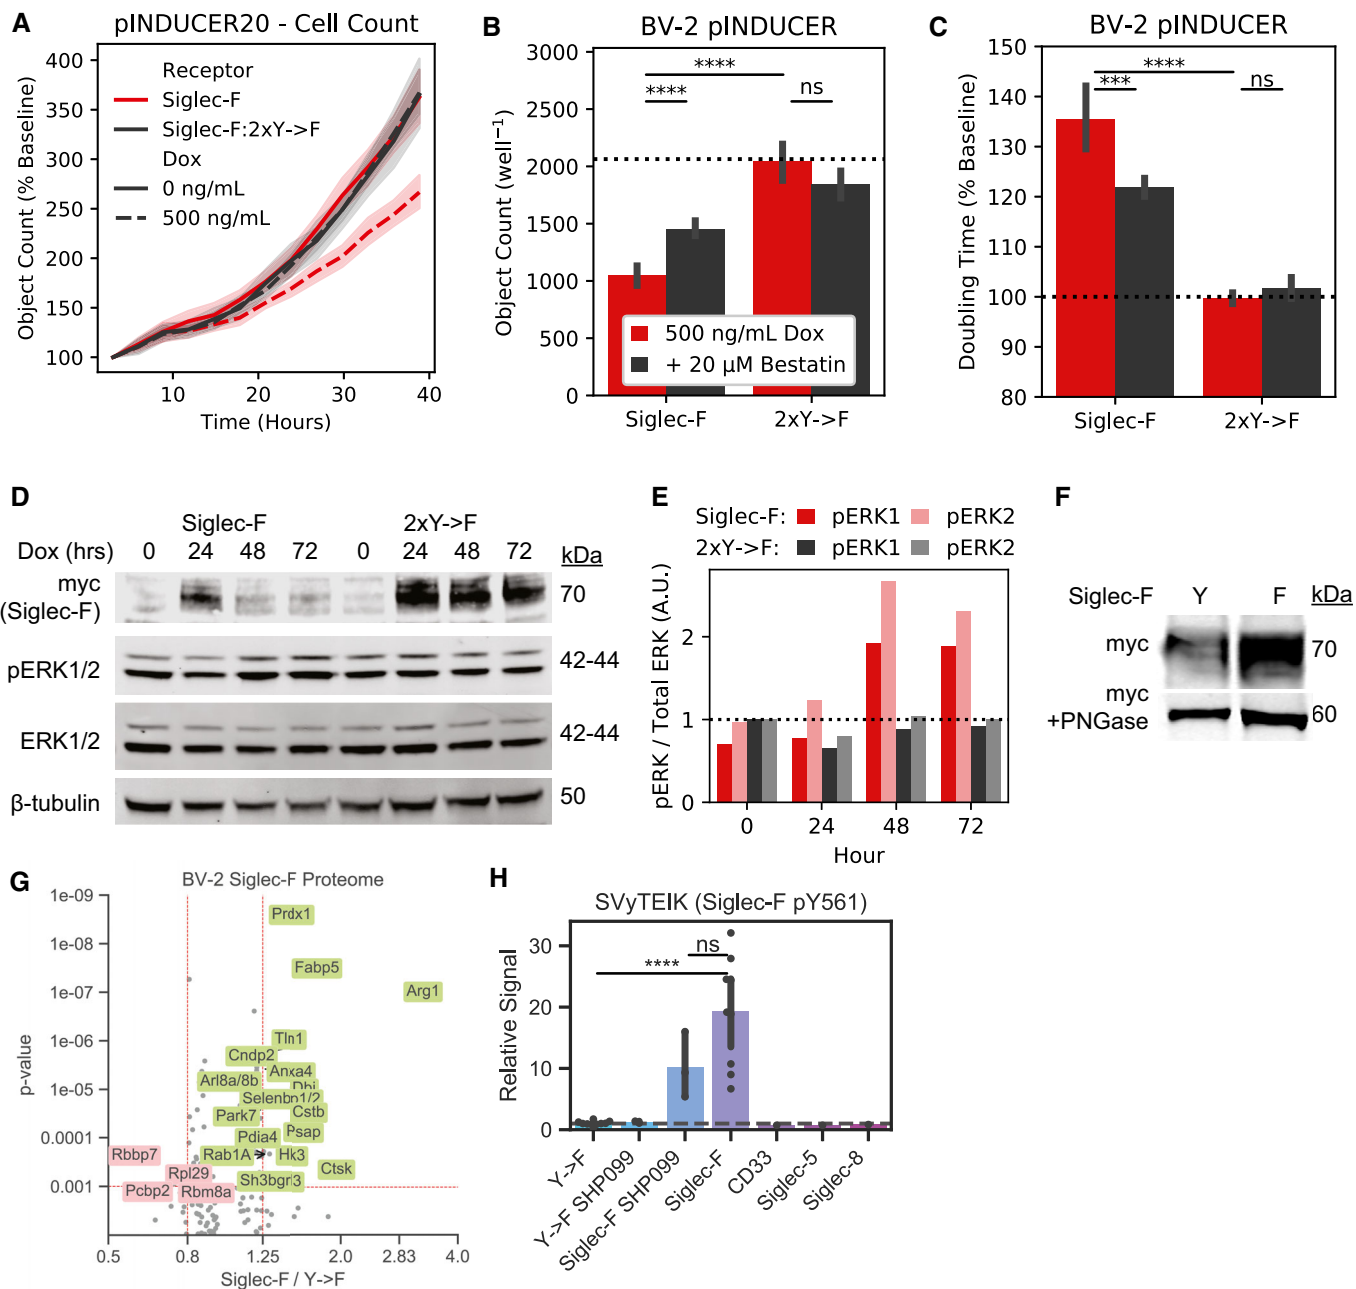 A
pINDUCER20 - Cell Count
Object Count (% Baseline)
400
350
300
250
200
150
100
Receptor
Siglec-F
Siglec-F:2xY->F
Dox
0 ng/mL
500 ng/mL
10
20
30
40
Time (Hours)
B
BV-2 pINDUCER
Object Count (well⁻¹)
3000
2500
2000
1500
1000
500
0
****
****
ns
500 ng/mL Dox
+ 20 μM Bestatin
Siglec-F
2xY->F
C
BV-2 pINDUCER
Doubling Time (% Baseline)
150
140
130
120
110
100
90
80
****
***
ns
Siglec-F
2xY->F
D
Siglec-F
2xY->F
Dox (hrs)
0
24
48
72
0
24
48
72
kDa
myc
(Siglec-F)
70
pERK1/2
42-44
ERK1/2
42-44
β-tubulin
50
E
Siglec-F:
pERK1
pERK2
2xY->F:
pERK1
pERK2
pERK / Total ERK (A.U.)
2
1
0
0
24
48
72
Hour
F
Siglec-F
Y
F
kDa
myc
70
myc
+PNGase
60
G
BV-2 Siglec-F Proteome
p-value
1e-09
1e-08
1e-07
1e-06
1e-05
0.0001
0.001
Prdx1
Fabp5
Arg1
Tln1
Cndp2
Anxa4
Arl8a/8b
Dbi
Selenbp1/2
Cstb
Park7
Psap
Pdia4
Rbbp7
Rab1A
Hk3
Ctsk
Rpl29
Sh3bgrl3
Pcbp2
Rbm8a
0.5
0.8
1.25
2.0
2.83
4.0
Siglec-F / Y->F
H
SVyTEIK (Siglec-F pY561)
Relative Signal
30
20
10
0
ns
****
Y->F
Y->F SHP099
Siglec-F SHP099
Siglec-F
CD33
Siglec-5
Siglec-8